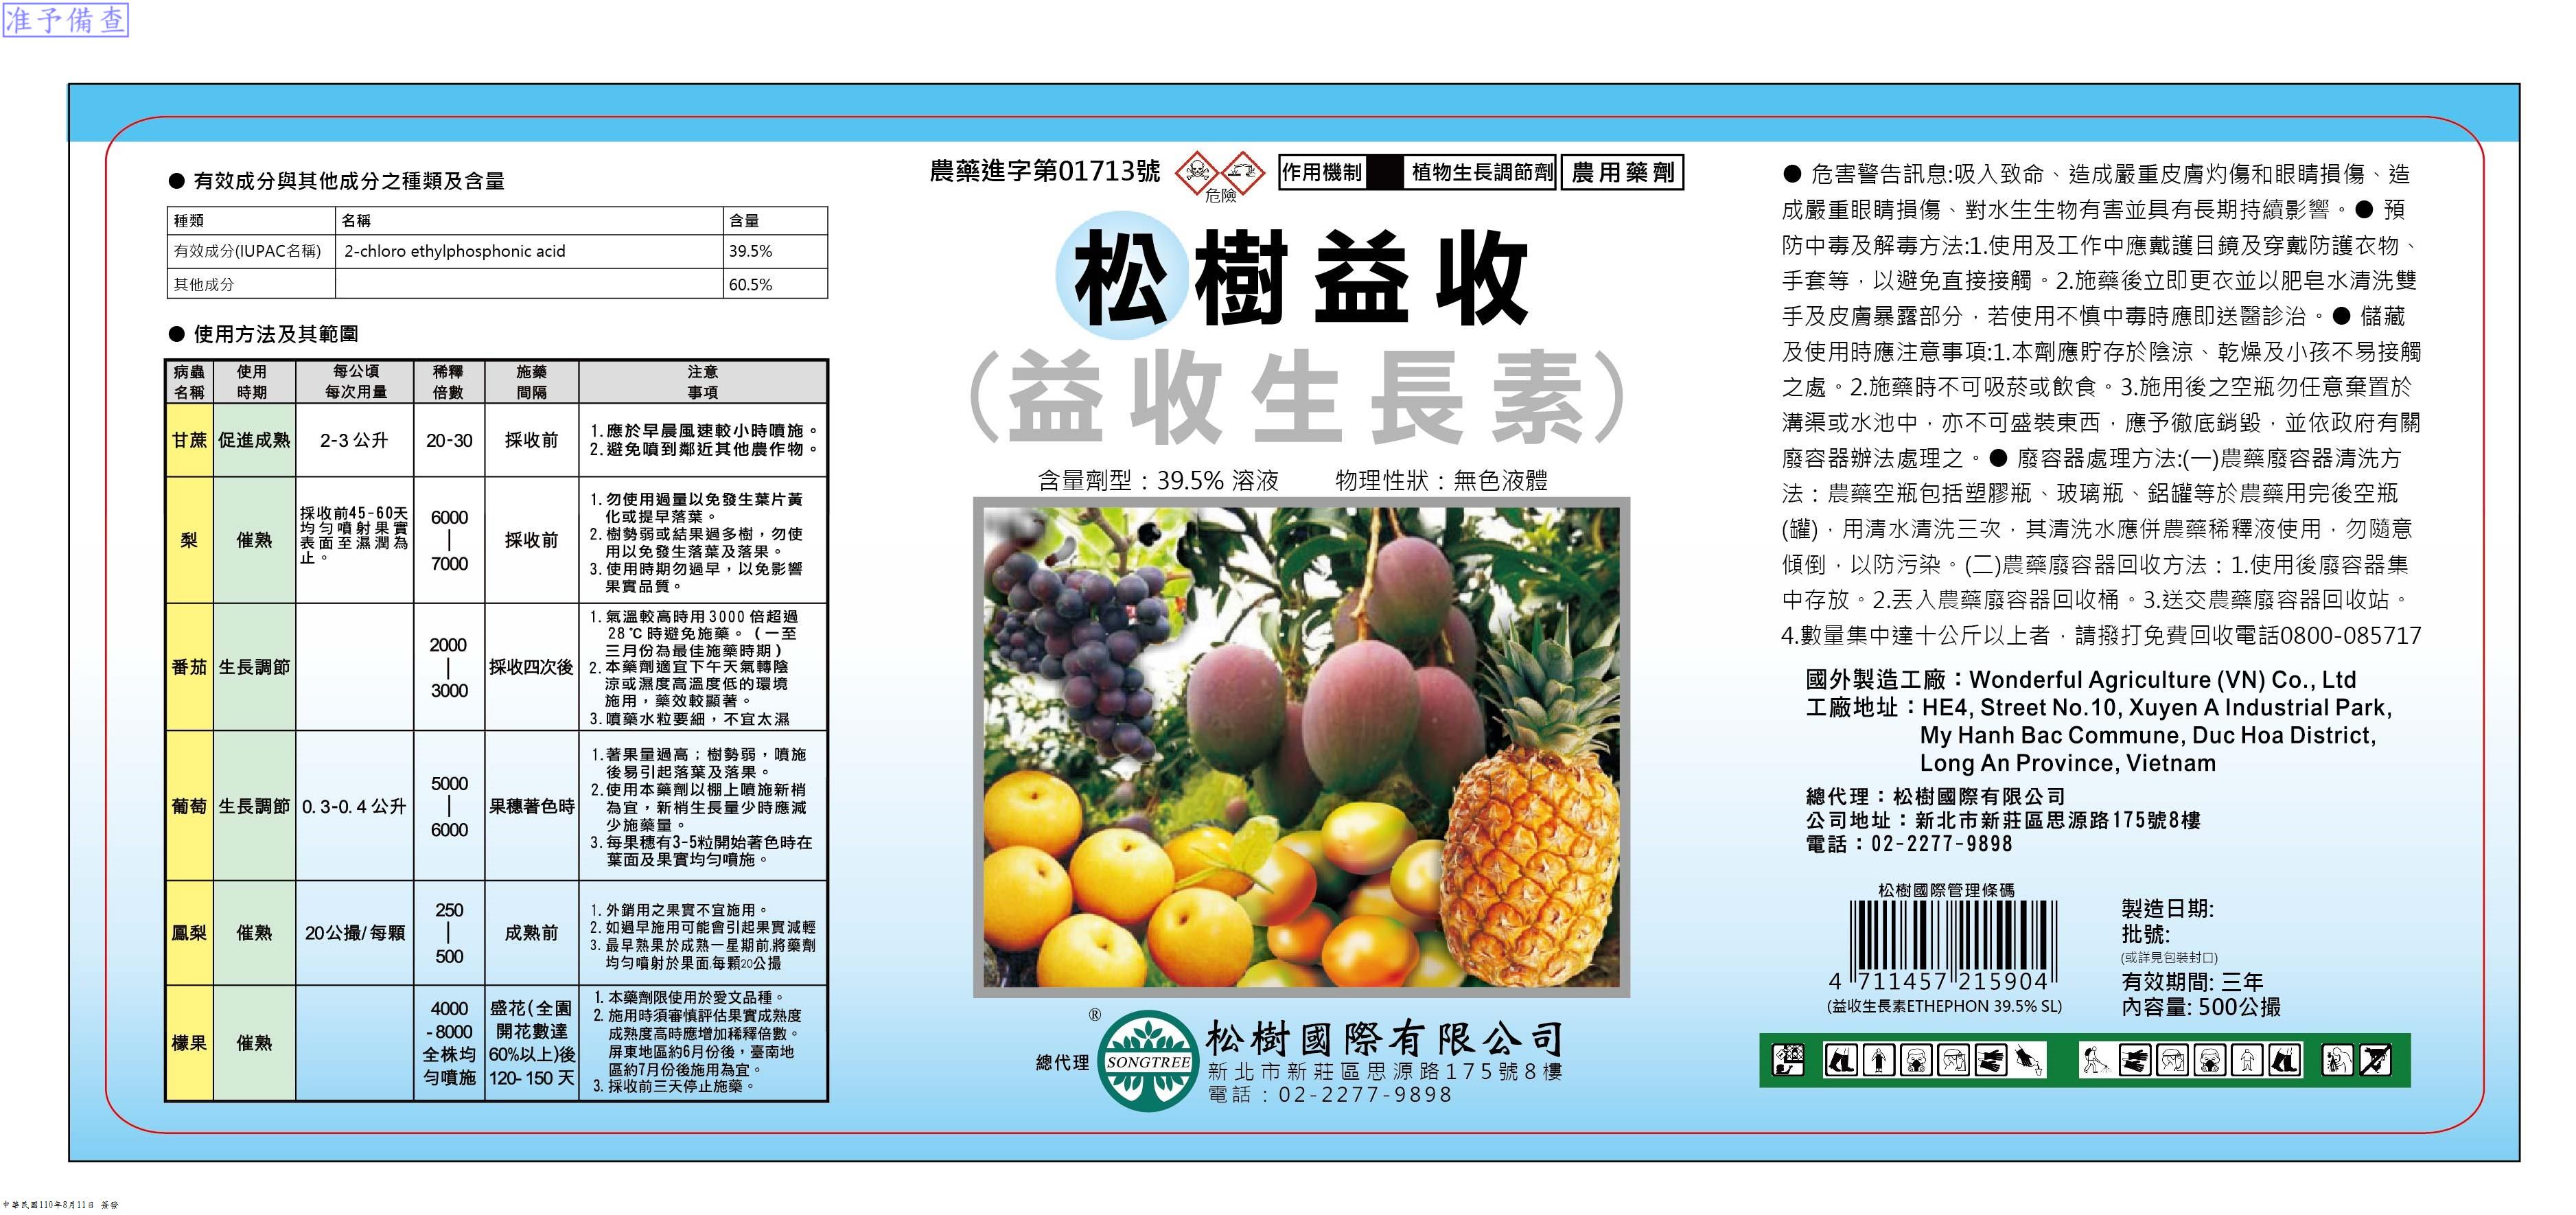 准予備查
● 有效成分與其他成分之種類及含量
種類 名稱 含量
有效成分(IUPAC名稱) 2-chloro ethylphosphonic acid 39.5%
其他成分 60.5%
● 使用方法及其範圍
病蟲名稱 使用時期 每公頃每次用量 稀釋倍數 施藥間隔 注意事項
甘蔗 促進成熟 2-3 公升 20-30 採收前
1.應於早晨風速較小時噴施。
2.避免噴到鄰近其他農作物。
梨 催熟
採收前45-60天
均勻噴射果實
表面至濕潤為
止。
6000
|
7000
採收前
1.勿使用過量以免發生葉片黃
化或提早落葉。
2.樹勢弱或結果過多樹，勿使
用以免發生落葉及落果。
3.使用時期勿過早，以免影響
果實品質。
番茄 生長調節
2000
|
3000
採收四次後
1.氣溫較高時用3000 倍超過
28℃時避免施藥。(一至
三月份為最佳施藥時期)
2.本藥劑適宜下午天氣轉陰
涼或濕度高溫度低的環境
施用，藥效較顯著。
3.噴藥水粒要細，不宜太濕
葡萄 生長調節 0.3-0.4 公升
5000
|
6000
果穗著色時
1.著果量過高；樹勢弱，噴施
後易引起落葉及落果。
2.使用本藥劑以棚上噴施新梢
為宜，新梢生長量少時應減
少施藥量。
3.每果穗有3-5粒開始著色時在
葉面及果實均勻噴施。
鳳梨 催熟 20公撮/每顆
250
|
500
成熟前
1.外銷用之果實不宜施用。
2.如過早施用可能會引起果實減輕
3.最早熟果於成熟一星期前,將藥劑
均勻噴射於果面,每顆20公撮
檬果 催熟
4000
-8000
全株均
勻噴施
盛花(全園
開花數達
60%以上)後
120-150 天
1.本藥劑限使用於愛文品種。
2.施用時須審慎評估果實成熟度
成熟度高時應增加稀釋倍數。
屏東地區約6月份後，臺南地
區約7月份後施用為宜。
3.採收前三天停止施藥。
農藥進字第01713號
危險
作用機制 植物生長調節劑 農用藥劑
松樹益收
(益收生長素)
含量劑型：39.5% 溶液 物理性狀：無色液體
®
總代理 SONGTREE 松樹國際有限公司
新北市新莊區思源路175號8樓
電話：02-2277-9898
● 危害警告訊息:吸入致命、造成嚴重皮膚灼傷和眼睛損傷、造
成嚴重眼睛損傷、對水生生物有害並具有長期持續影響。● 預
防中毒及解毒方法:1.使用及工作中應戴護目鏡及穿戴防護衣物、
手套等，以避免直接接觸。2.施藥後立即更衣並以肥皂水清洗雙
手及皮膚暴露部分，若使用不慎中毒時應即送醫診治。● 儲藏
及使用時應注意事項:1.本劑應貯存於陰涼、乾燥及小孩不易接觸
之處。2.施藥時不可吸菸或飲食。3.施用後之空瓶勿任意棄置於
溝渠或水池中，亦不可盛裝東西，應予徹底銷毀，並依政府有關
廢容器辦法處理之。● 廢容器處理方法:(一)農藥廢容器清洗方
法：農藥空瓶包括塑膠瓶、玻璃瓶、鋁罐等於農藥用完後空瓶
(罐)，用清水清洗三次，其清洗水應併農藥稀釋液使用，勿隨意
傾倒，以防污染。(二)農藥廢容器回收方法：1.使用後廢容器集
中存放。2.丟入農藥廢容器回收桶。3.送交農藥廢容器回收站。
4.數量集中達十公斤以上者，請撥打免費回收電話0800-085717
國外製造工廠：Wonderful Agriculture (VN) Co., Ltd
工廠地址：HE4, Street No.10, Xuyen A Industrial Park,
My Hanh Bac Commune, Duc Hoa District,
Long An Province, Vietnam
總代理：松樹國際有限公司
公司地址：新北市新莊區思源路175號8樓
電話：02-2277-9898
松樹國際管理條碼
4 711457 215904
(益收生長素ETHEPHON 39.5% SL)
製造日期:
批號:
(或詳見包裝封口)
有效期間: 三年
內容量: 500公撮
中華民國110年8月11日 簽發